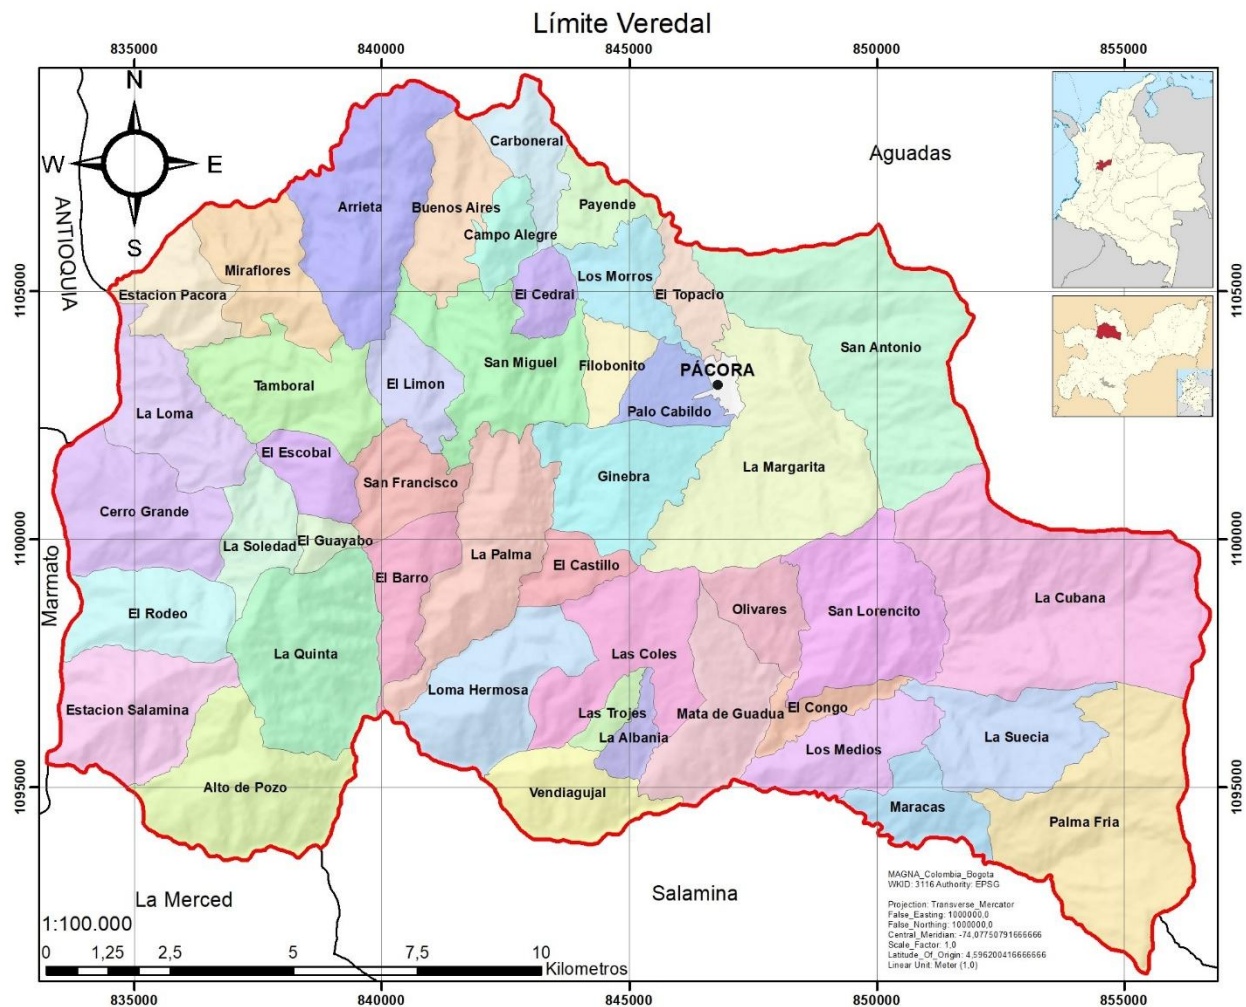 Límite Veredal
835000
840000
845000
850000
855000
N
W
E
S
ANTIOQUIA
Aguadas
Carboneral
Arrieta
Buenos Aires
Payende
Campo Alegre
Miraflores
Los Morros
Estacion Pacora
El Cedral
El Topacio
1105000
1105000
San Antonio
San Miguel
Filobonito
PÁCORA
Tamboral
El Limon
Palo Cabildo
La Loma
El Escobal
San Francisco
Ginebra
La Margarita
Cerro Grande
La Soledad
El Guayabo
La Palma
1100000
1100000
El Castillo
El Barro
Marmato
El Rodeo
Olivares
San Lorencito
La Cubana
La Quinta
Las Coles
Loma Hermosa
Estacion Salamina
Las Trojes
Mata de Guadua
El Congo
La Albania
Los Medios
La Suecia
1095000
1095000
Alto de Pozo
Vendiagujal
Maracas
Palma Fria
La Merced
Salamina
MAGNA_Colombia_Bogota
WKID: 3116 Authority: EPSG
Projection: Transverse_Mercator
False_Easting: 1000000,0
False_Northing: 1000000,0
Central_Meridian: -74,07750791666666
Scale_Factor: 1,0
Latitude_Of_Origin: 4,596200416666666
Linear Unit: Meter (1,0)
1:100.000
0
1,25
2,5
5
7,5
10
Kilometros
835000
840000
845000
850000
855000